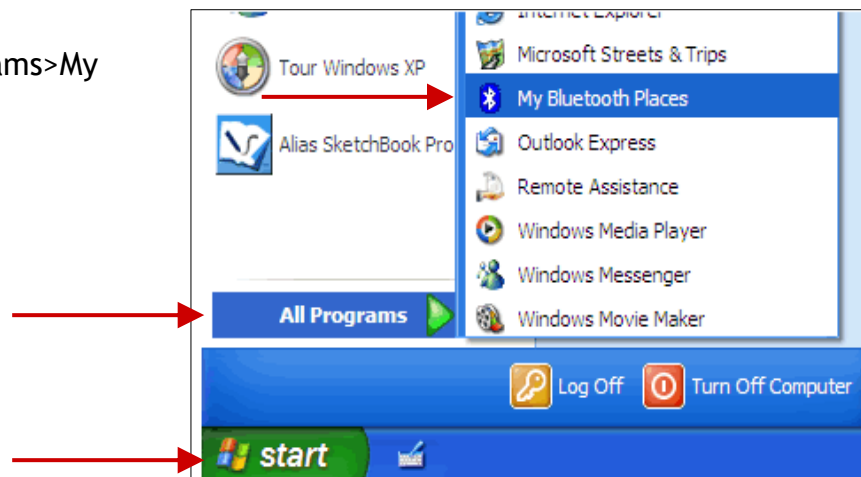 Internet Explorer
ams>My
Tour Windows XP
Microsoft Streets & Trips
My Bluetooth Places
Alias SketchBook Pro
Outlook Express
Remote Assistance
Windows Media Player
Windows Messenger
All Programs
Windows Movie Maker
Log Off
Turn Off Computer
start